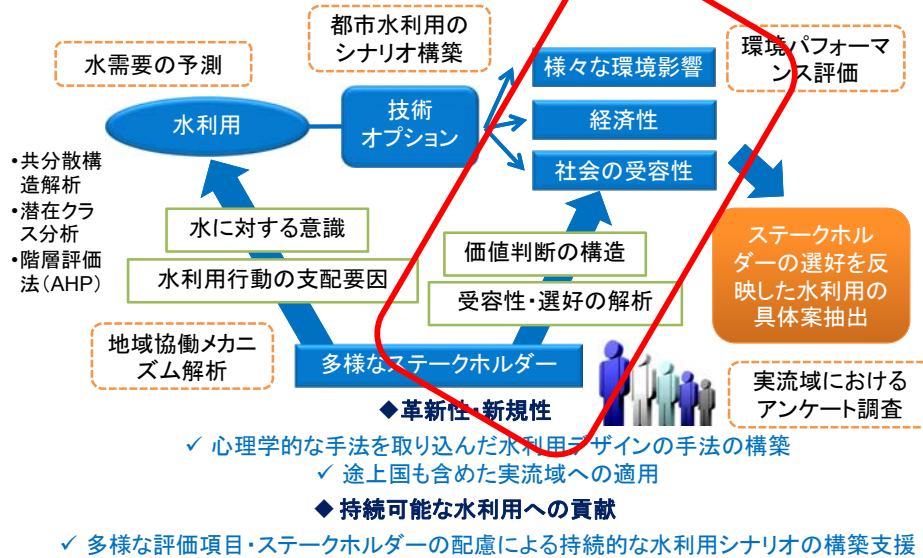 都市水利用の
シナリオ構築
水需要の予測
様々な環境影響
環境パフォーマ
ンス評価
水利用
技術
オプション
経済性
社会の受容性
•共分散構
造解析
•潜在クラ
ス分析
•階層評価
法(AHP)
水に対する意識
水利用行動の支配要因
価値判断の構造
受容性・選好の解析
ステークホル
ダーの選好を反
映した水利用の
具体案抽出
地域協働メカニ
ズム解析
多様なステークホルダー
実流域における
アンケート調査
◆革新性・新規性
✓ 心理学的な手法を取り込んだ水利用デザインの手法の構築
✓ 途上国も含めた実流域への適用
◆ 持続可能な水利用への貢献
✓ 多様な評価項目・ステークホルダーの配慮による持続的な水利用シナリオの構築支援